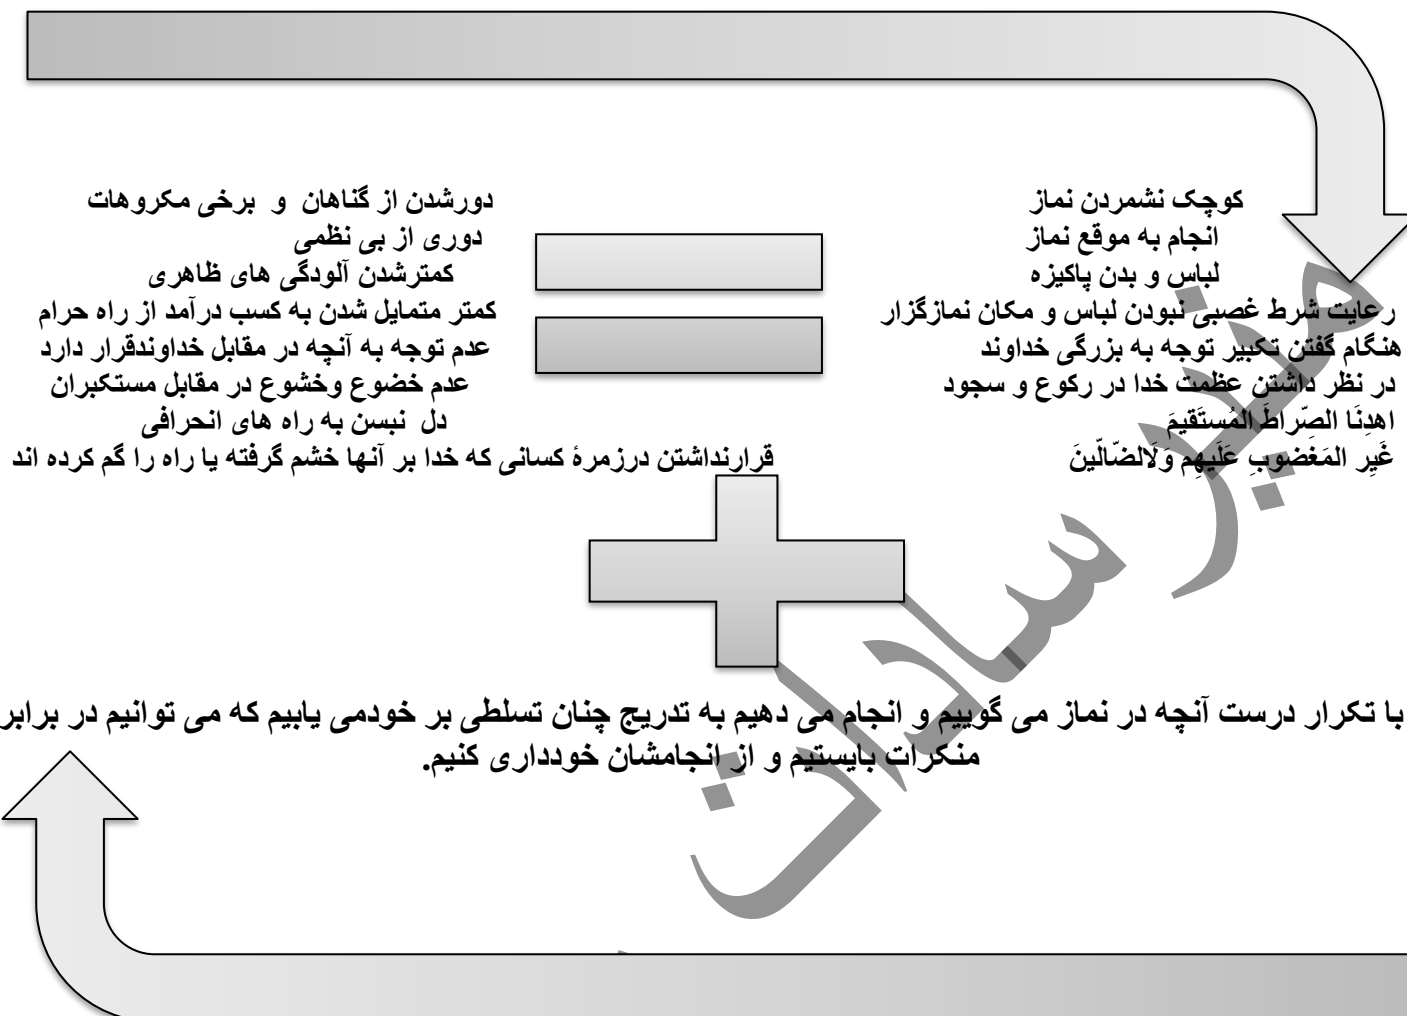 کوچک نشمردن نماز
انجام به موقع نماز
لباس و بدن پاکیزه
رعایت شرط غصبی نبودن لباس و مکان نمازگزار
هنگام گفتن تکبیر توجه به بزرگی خداوند
در نظر داشتن عظمت خدا در رکوع و سجود
اهدِنَا الصِّراطَ المُستَقیمَ
غَیرِ المَغضوبِ عَلَیهِم وَلَالضّالّینَ
دورشدن از گناهان و برخی مکروهات
دوری از بی نظمی
کمترشدن آلودگی های ظاهری
کمتر متمایل شدن به کسب درآمد از راه حرام
عدم توجه به آنچه در مقابل خداوندقرار دارد
عدم خضوع وخشوع در مقابل مستکبران
دل نبسن به راه های انحرافی
قرارنداشتن درزمرهٔ کسانی که خدا بر آنها خشم گرفته یا راه را گم کرده اند
با تکرار درست آنچه در نماز می گوییم و انجام می دهیم به تدریج چنان تسلطی بر خودمی یابیم که می توانیم در برابر
منکرات بایستیم و از انجامشان خودداری کنیم.
منیر سادات